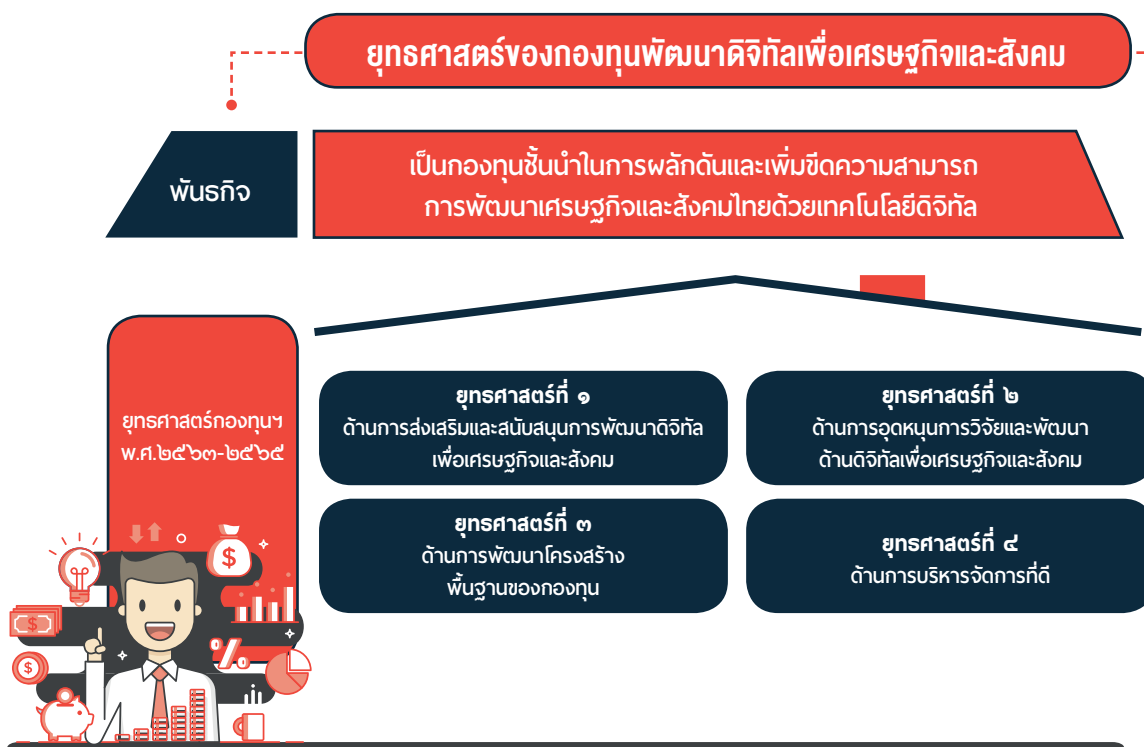 ยุทธศาสตร์ของกองทุนพัฒนาดิจิทัลเพื่อเศรษฐกิจและสังคม
พันธกิจ
เป็นกองทุนชั้นนำในการผลักดันและเพิ่มขีดความสามารถ
การพัฒนาเศรษฐกิจและสังคมไทยด้วยเทคโนโลยีดิจิทัล
ยุทธศาสตร์กองทุนฯ
พ.ศ.๒๕๖๓-๒๕๖๕
ยุทธศาสตร์ที่ ๑
ด้านการส่งเสริมและสนับสนุนการพัฒนาดิจิทัล
เพื่อเศรษฐกิจและสังคม
ยุทธศาสตร์ที่ ๒
ด้านการอุดหนุนการวิจัยและพัฒนา
ด้านดิจิทัลเพื่อเศรษฐกิจและสังคม
ยุทธศาสตร์ที่ ๓
ด้านการพัฒนาโครงสร้าง
พื้นฐานของกองทุน
ยุทธศาสตร์ที่ ๔
ด้านการบริหารจัดการที่ดี
$
$
$
%